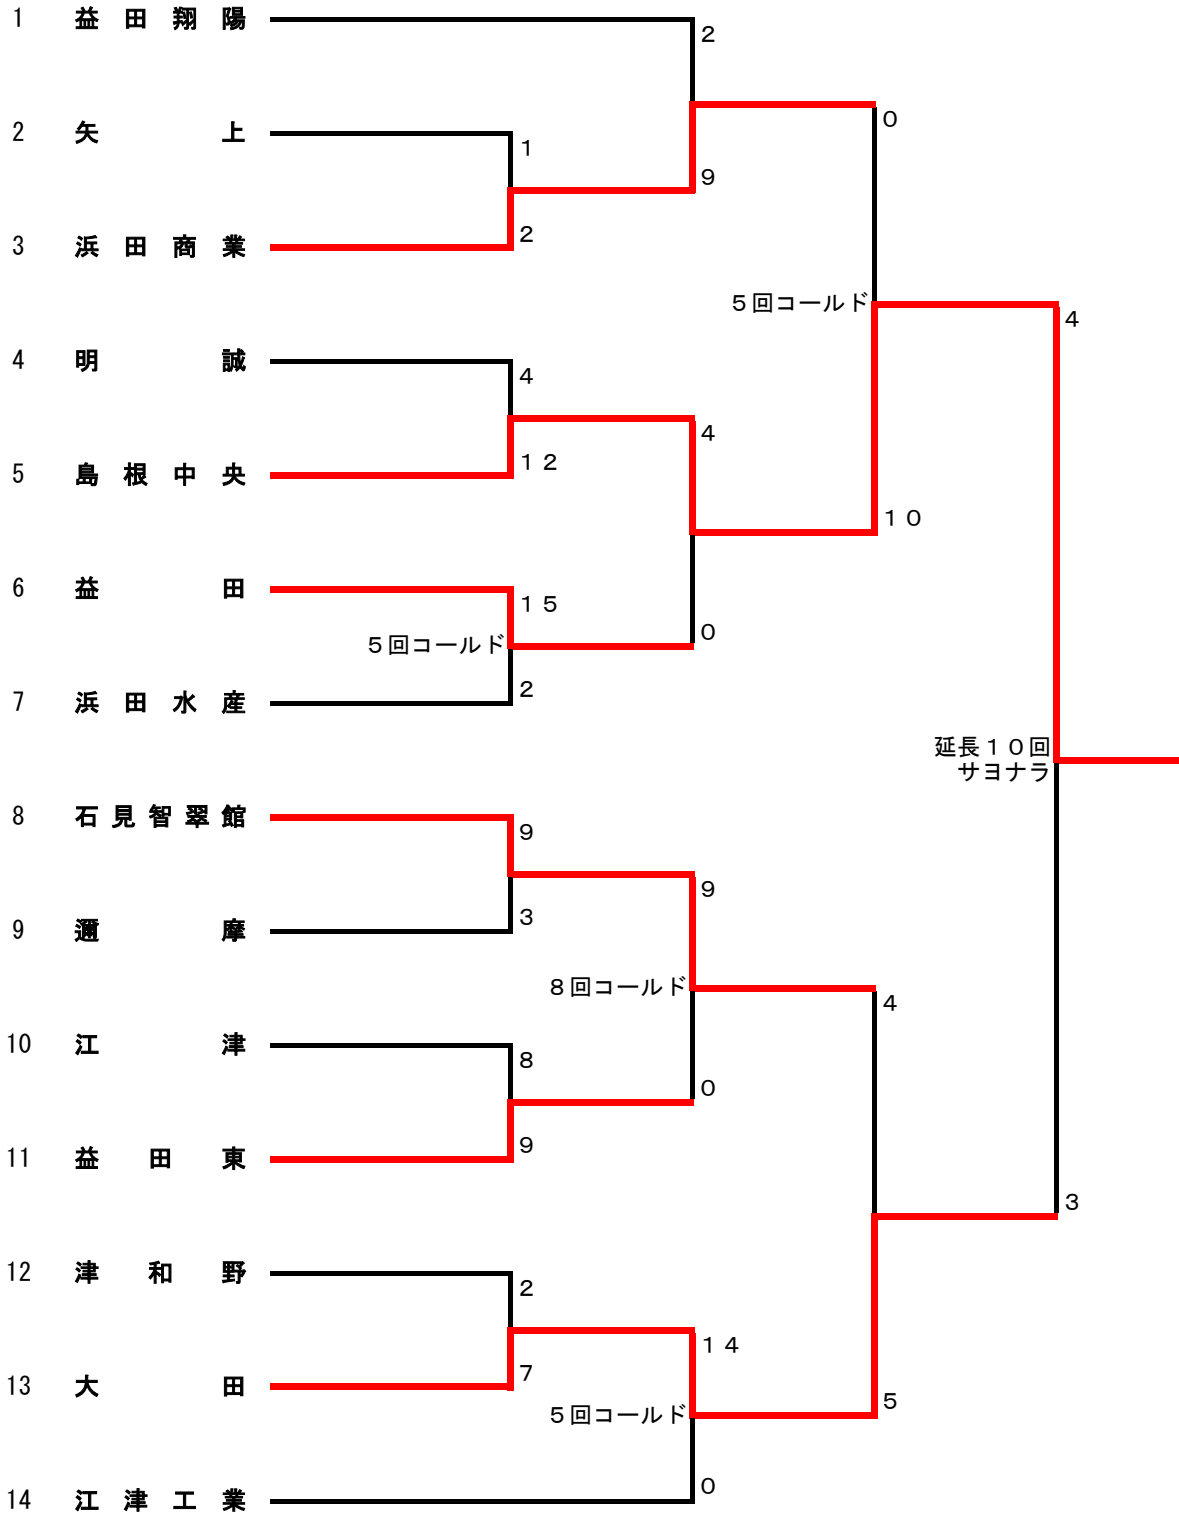 1 益田翔陽
2
2 矢上
1
9
3 浜田商業
2
0
5回コールド
4
4 明誠
4
4
5 島根中央
12
10
6 益田
15
0
5回コールド
7 浜田水産
2
延長10回
サヨナラ
8 石見智翠館
9
9
9 邇摩
3
8回コールド
4
10 江津
8
0
11 益田東
9
3
12 津和野
2
14
13 大田
7
5
5回コールド
14 江津工業
0